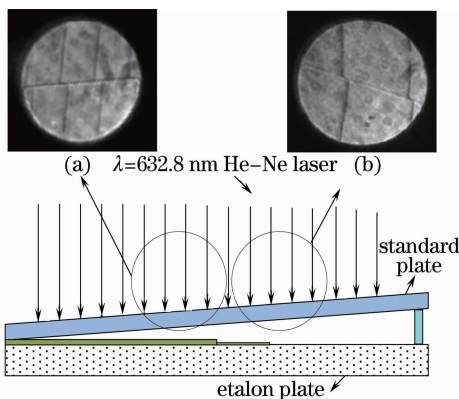 (a) λ=632.8 nm He–Ne laser (b)
standard
plate
etalon plate